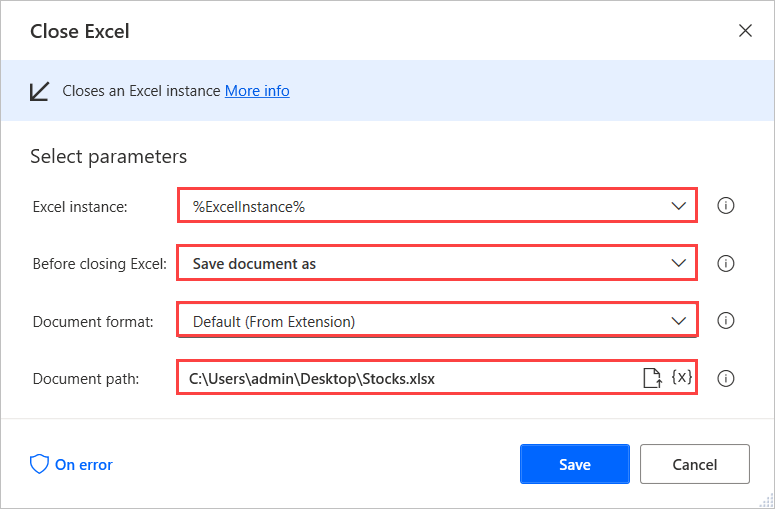 Close Excel
Closes an Excel instance More info
Select parameters
Excel instance: %ExcelInstance%
Before closing Excel: Save document as
Document format: Default (From Extension)
Document path: C:\Users\admin\Desktop\Stocks.xlsx {x}
On error Save Cancel